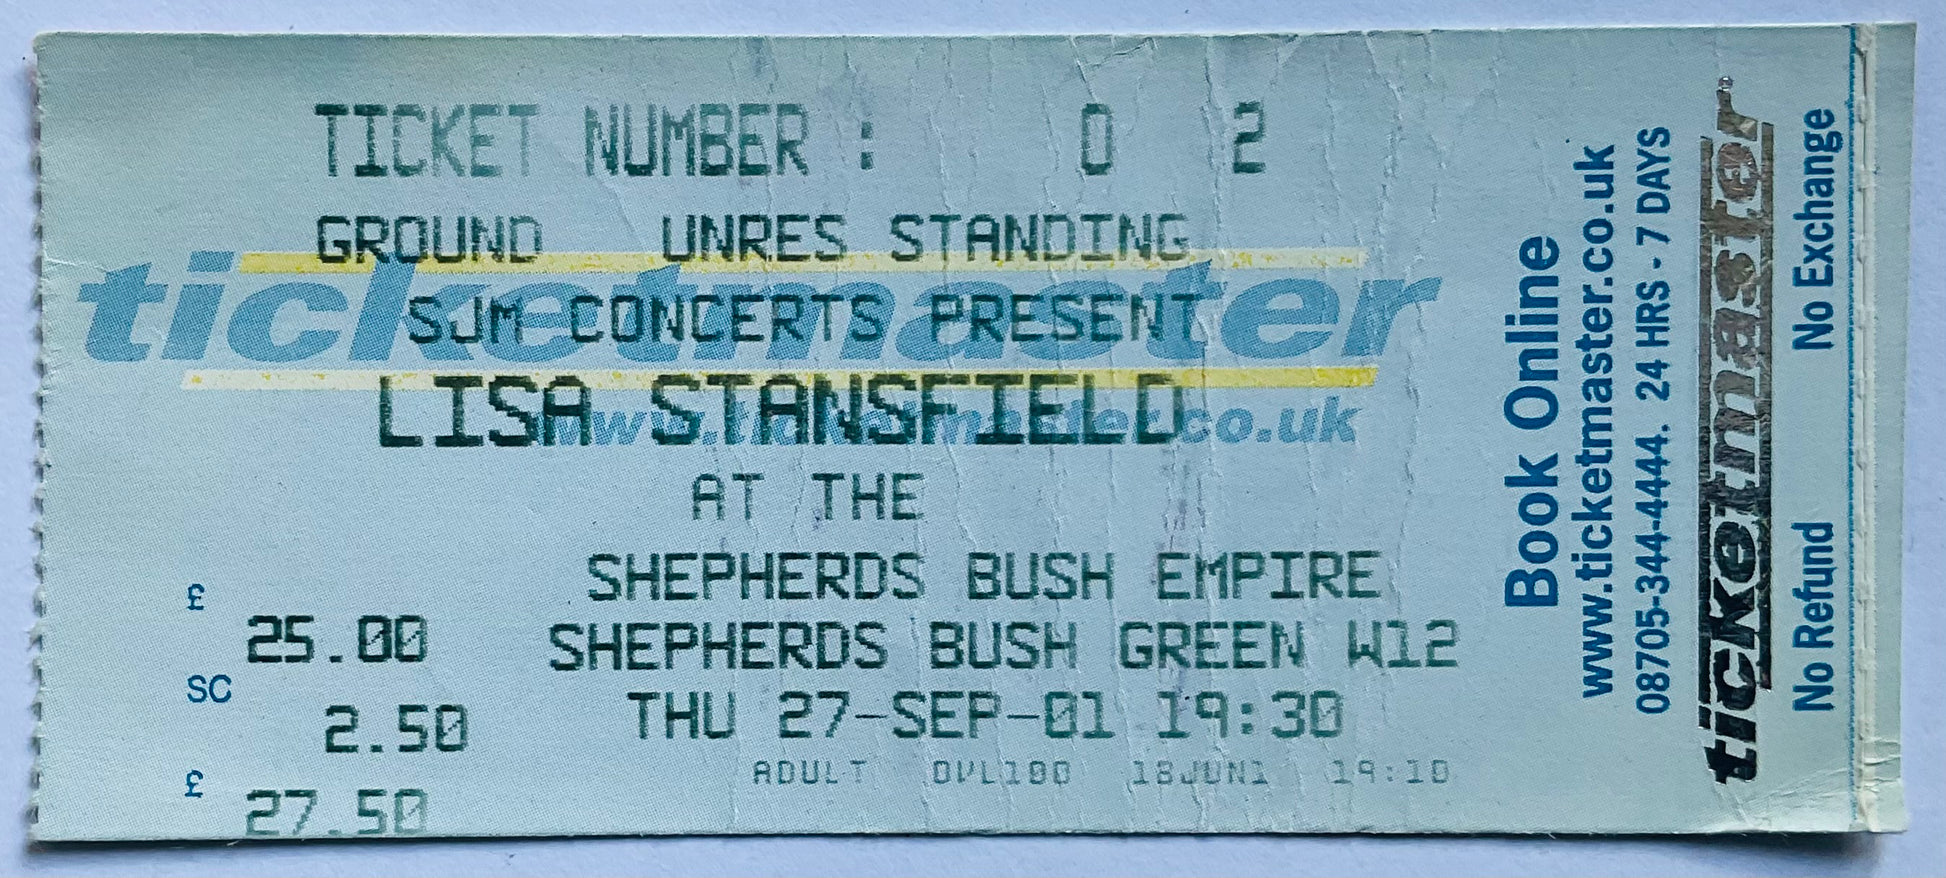 TICKET NUMBER : 0 2
GROUND UNRES STANDING
ticketmaster
SJM CONCERTS PRESENT
LISA STANSFIELD
www.ticketmaster.co.uk
AT THE
SHEPHERDS BUSH EMPIRE
£
25.00
SHEPHERDS BUSH GREEN W12
SC
2.50
THU 27-SEP-01 19:30
£
27.50
ADULT OVL100 18JUN1 19:10
Book Online
www.ticketmaster.co.uk
08705-344-4444. 24 HRS - 7 DAYS
ticketmaster
No Refund No Exchange